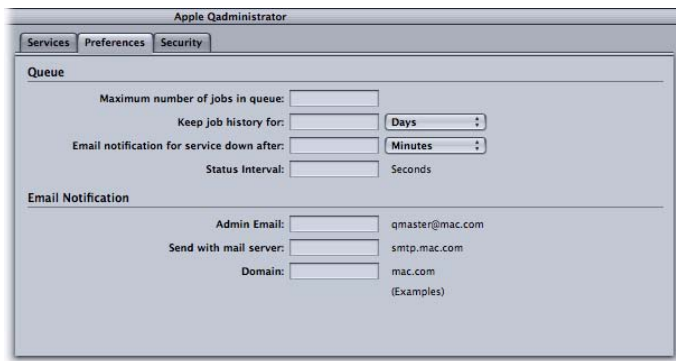 Apple Qadministrator
Services Preferences Security
Queue
Maximum number of jobs in queue:
Keep job history for: Days
Email notification for service down after: Minutes
Status Interval: Seconds
Email Notification
Admin Email: qmaster@mac.com
Send with mail server: smtp.mac.com
Domain: mac.com
(Examples)